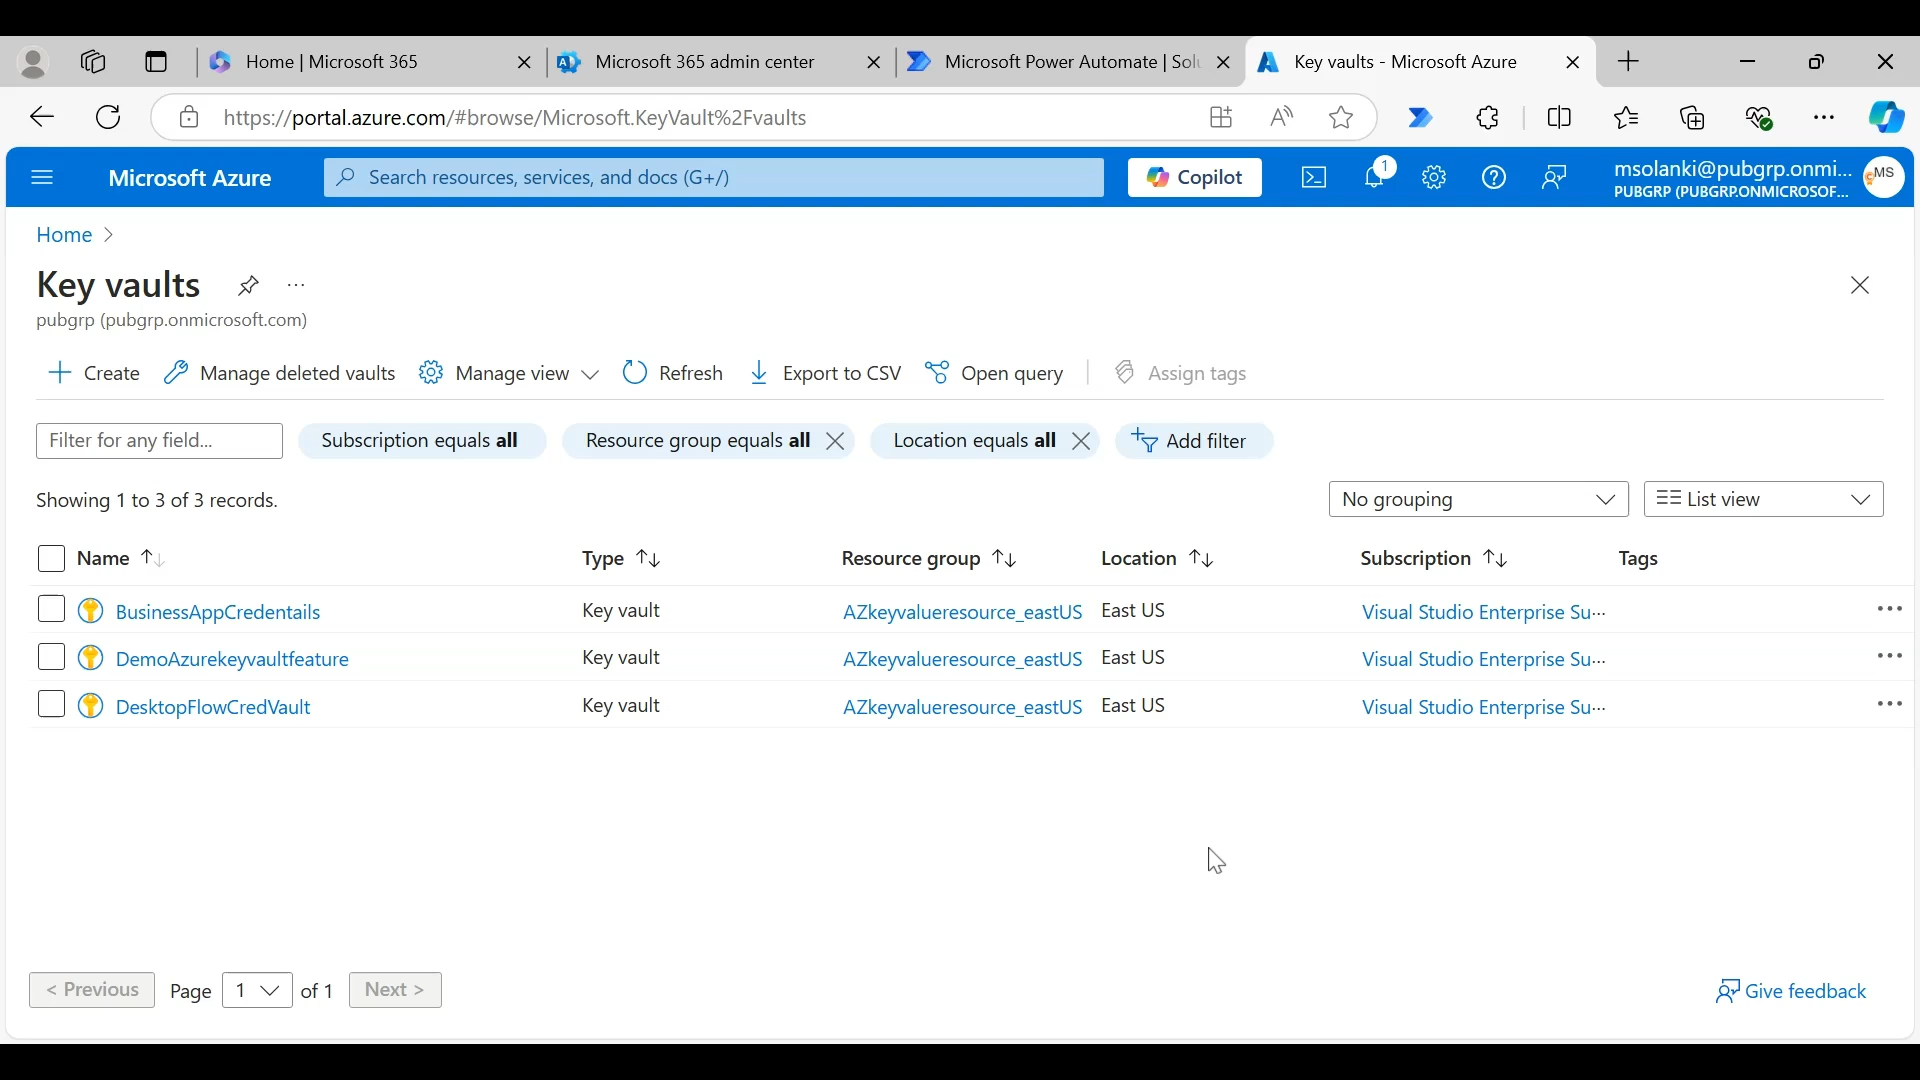 Home | Microsoft 365
Microsoft 365 admin center
Microsoft Power Automate | Solu
Key vaults - Microsoft Azure
https://portal.azure.com/#browse/Microsoft.KeyVault%2Fvaults
Microsoft Azure
Search resources, services, and docs (G+/)
Copilot
1
msolanki@pubgrp.onmi...
PUBGRP (PUBGRP.ONMICROSOF...
MS
Home
Key vaults
pubgrp (pubgrp.onmicrosoft.com)
Create Manage deleted vaults Manage view Refresh Export to CSV Open query Assign tags
Filter for any field... Subscription equals all Resource group equals all Location equals all Add filter
Showing 1 to 3 of 3 records.
No grouping List view
Name Type Resource group Location Subscription Tags
BusinessAppCredentails Key vault AZkeyvalueresource_eastUS East US Visual Studio Enterprise Su...
DemoAzurekeyvaultfeature Key vault AZkeyvalueresource_eastUS East US Visual Studio Enterprise Su...
DesktopFlowCredVault Key vault AZkeyvalueresource_eastUS East US Visual Studio Enterprise Su...
< Previous Page 1 of 1 Next >
Give feedback